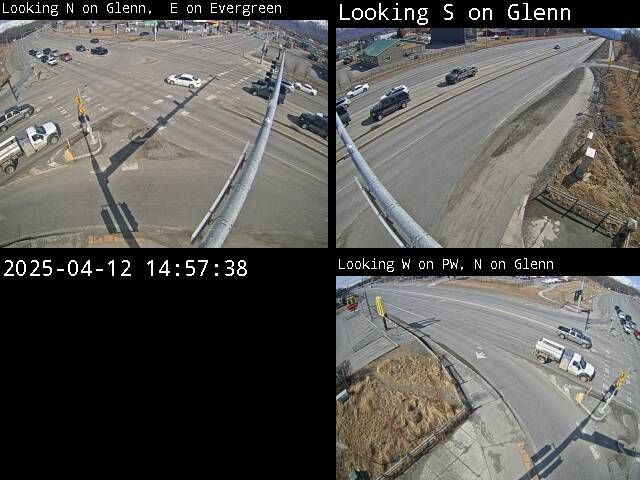 Looking N on Glenn, E on Evergreen
Looking S on Glenn
2025-04-12 14:57:38
Looking W on PW, N on Glenn